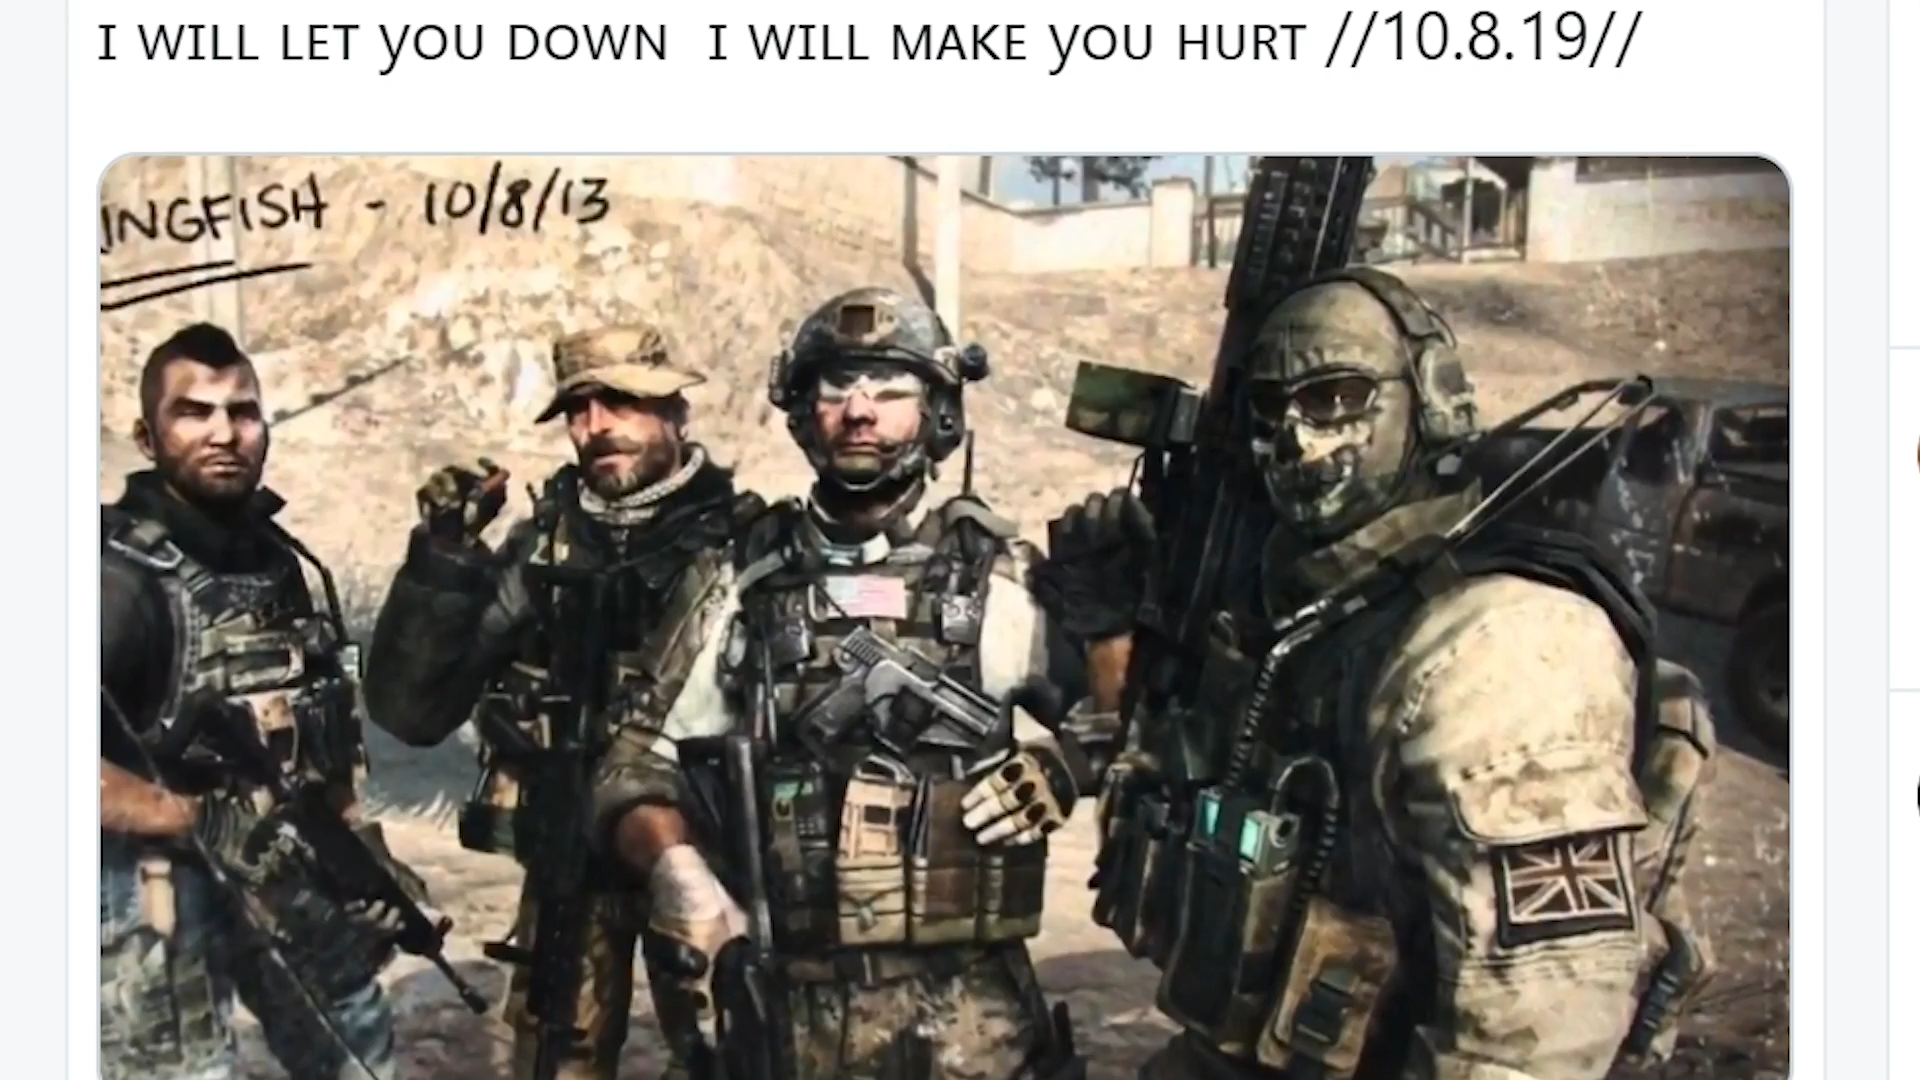 I WILL LET yOU DOWN I WILL MAKE yOU HURT //10.8.19//
INGFISH - 10/8/13